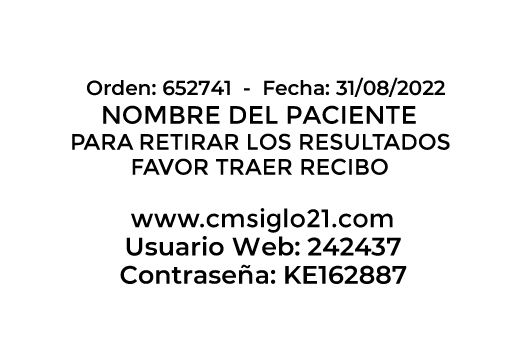 Orden: 652741 - Fecha: 31/08/2022
NOMBRE DEL PACIENTE
PARA RETIRAR LOS RESULTADOS
FAVOR TRAER RECIBO
www.cmsiglo21.com
Usuario Web: 242437
Contraseña: KE162887